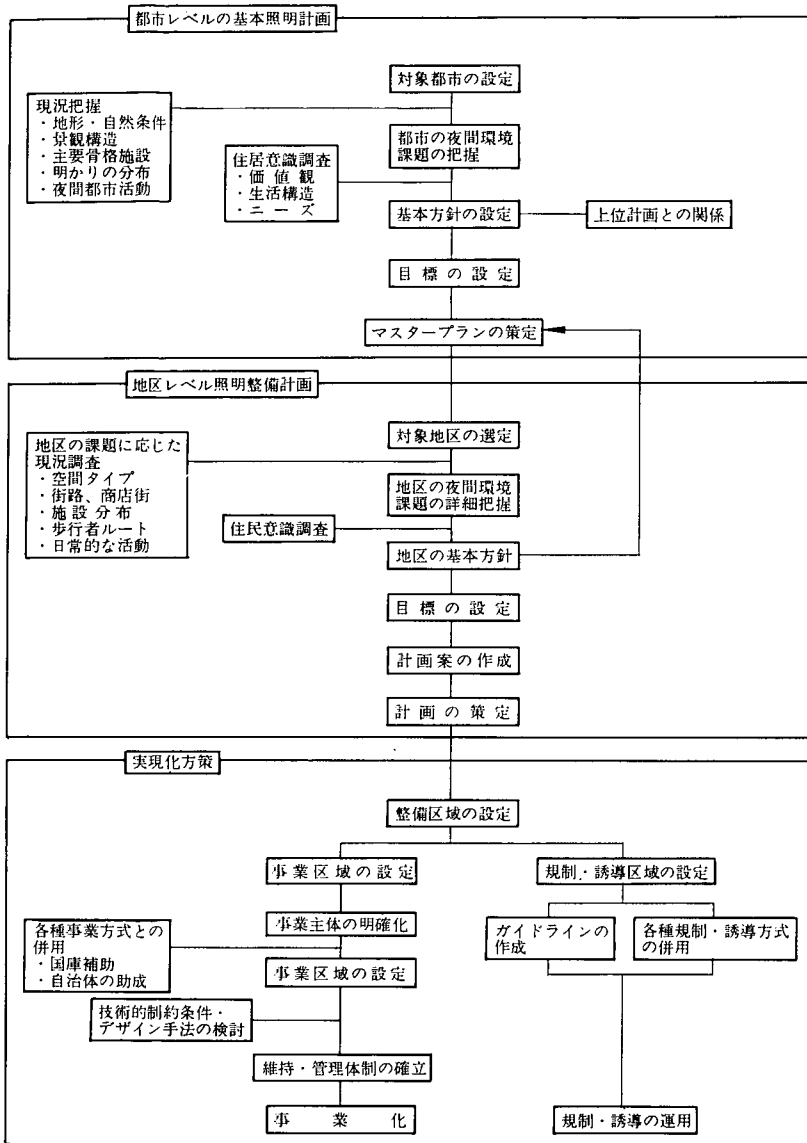 都市レベルの基本照明計画
対象都市の設定
現況把握
・地形・自然条件
・景観構造
・主要骨格施設
・明かりの分布
・夜間都市活動
都市の夜間環境
課題の把握
住居意識調査
・価値観
・生活構造
・ニーズ
基本方針の設定
上位計画との関係
目標の設定
マスタープランの策定
地区レベル照明整備計画
対象地区の選定
地区の課題に応じた
現況調査
・空間タイプ
・街路、商店街
・施設分布
・歩行者ルート
・日常的な活動
地区の夜間環境
課題の詳細把握
住民意識調査
地区の基本方針
目標の設定
計画案の作成
計画の策定
実現化方策
整備区域の設定
事業区域の設定
規制・誘導区域の設定
事業主体の明確化
各種事業方式との
併用
・国庫補助
・自治体の助成
ガイドラインの
作成
各種規制・誘導方式
の併用
事業区域の設定
技術的制約条件・
デザイン手法の検討
維持・管理体制の確立
事業化
規制・誘導の運用